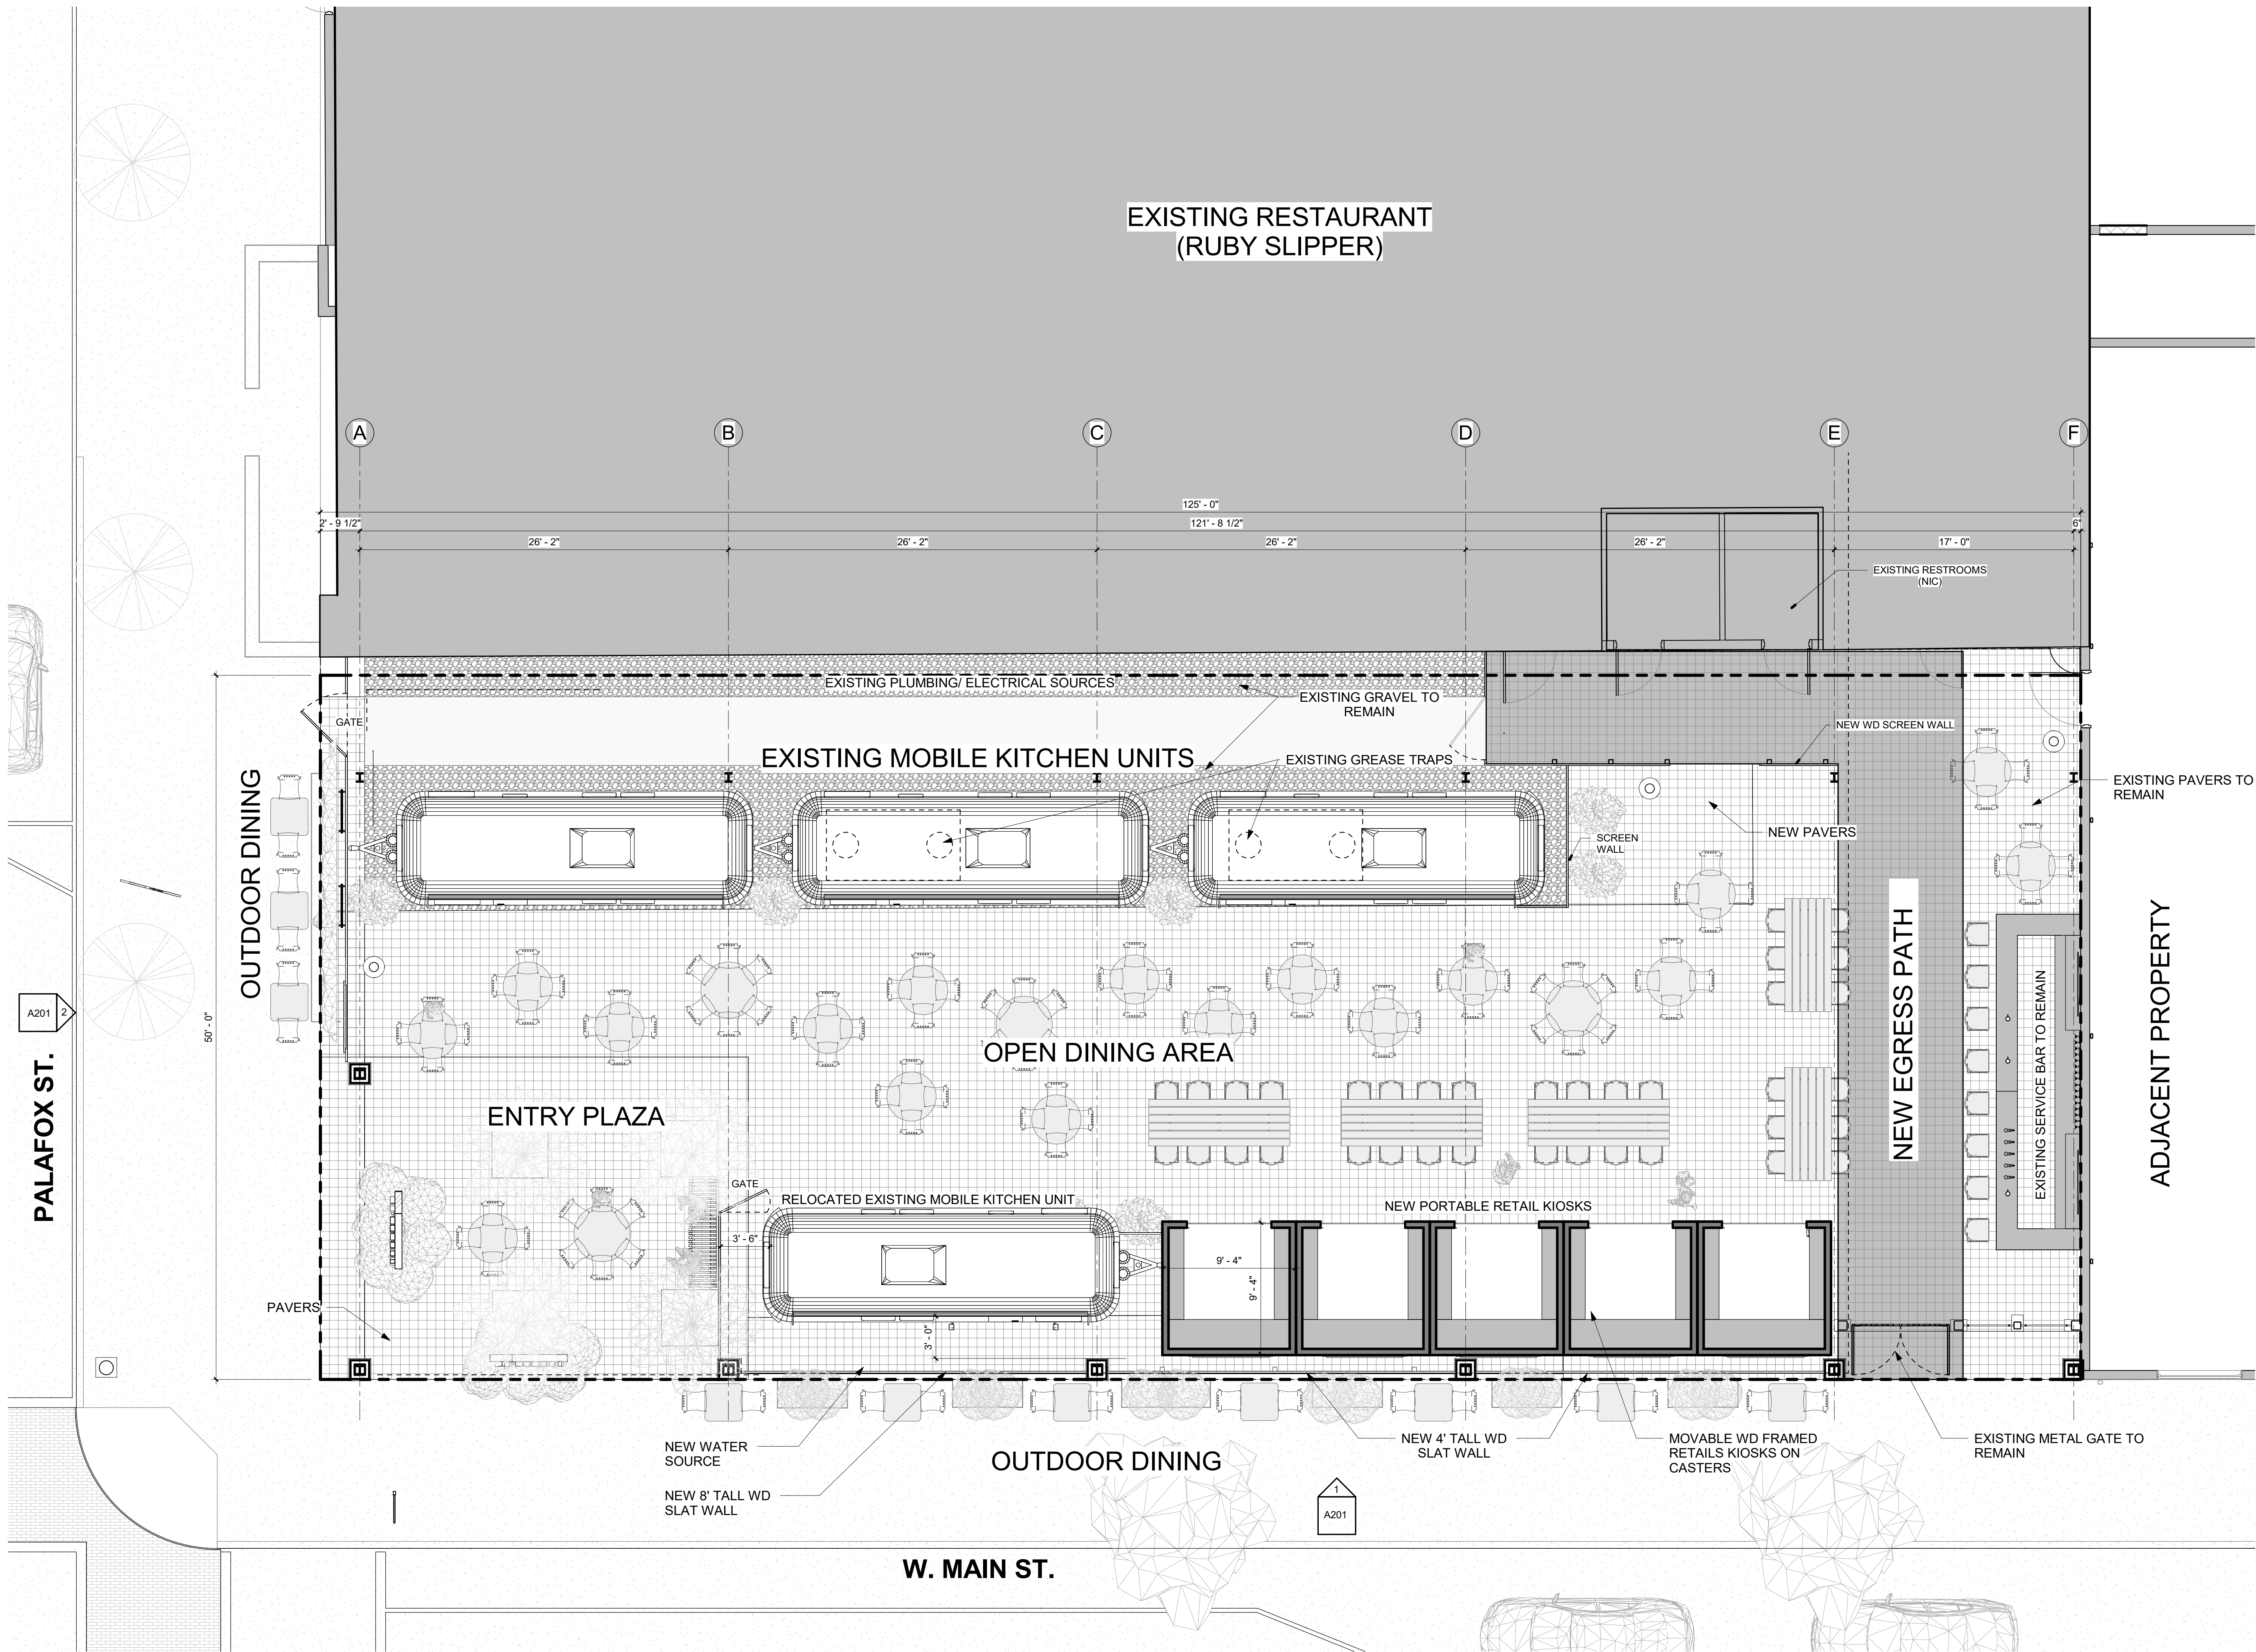 EXISTING RESTAURANT
(RUBY SLIPPER)
A
B
C
D
E
F
125' - 0"
2' - 9 1/2"
121' - 8 1/2"
6"
26' - 2"
26' - 2"
26' - 2"
26' - 2"
17' - 0"
EXISTING RESTROOMS
(NIC)
EXISTING PLUMBING/ ELECTRICAL SOURCES
EXISTING GRAVEL TO
REMAIN
GATE
NEW WD SCREEN WALL
EXISTING MOBILE KITCHEN UNITS
EXISTING GREASE TRAPS
EXISTING PAVERS TO
REMAIN
NEW PAVERS
SCREEN
WALL
OUTDOOR DINING
NEW EGRESS PATH
EXISTING SERVICE BAR TO REMAIN
ADJACENT PROPERTY
A201
2
50' - 0"
PALAFOX ST.
OPEN DINING AREA
ENTRY PLAZA
GATE
RELOCATED EXISTING MOBILE KITCHEN UNIT
NEW PORTABLE RETAIL KIOSKS
3' - 6"
9' - 4"
9' - 4"
PAVERS
3' - 0"
NEW WATER
SOURCE
NEW 8' TALL WD
SLAT WALL
OUTDOOR DINING
NEW 4' TALL WD
SLAT WALL
MOVABLE WD FRAMED
RETAILS KIOSKS ON
CASTERS
EXISTING METAL GATE TO
REMAIN
1
A201
W. MAIN ST.